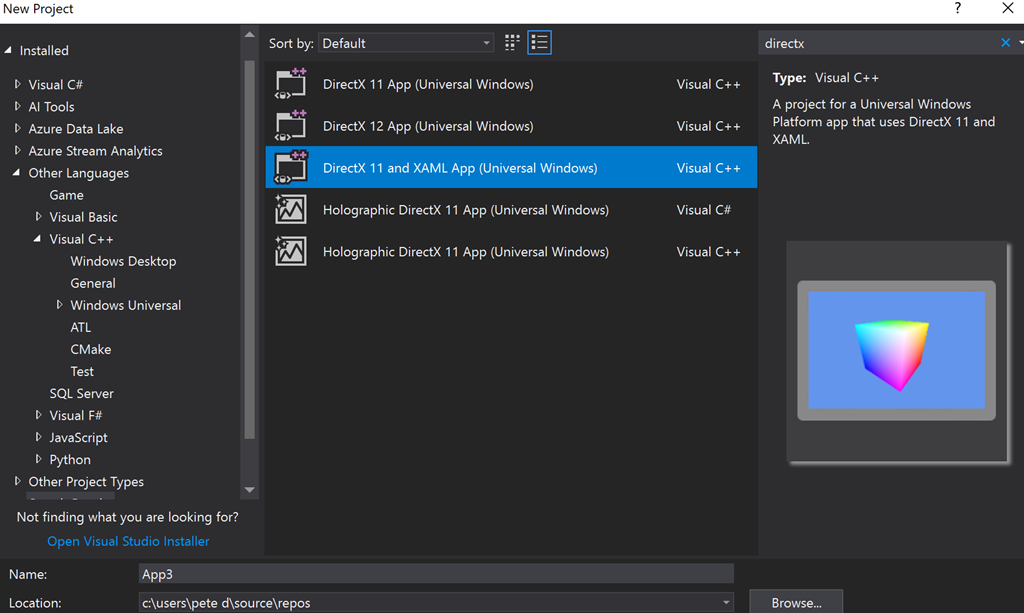 New Project
?
Installed
Visual C#
AI Tools
Azure Data Lake
Azure Stream Analytics
Other Languages
Game
Visual Basic
Visual C++
Windows Desktop
General
Windows Universal
ATL
CMake
Test
SQL Server
Visual F#
JavaScript
Python
Other Project Types
Not finding what you are looking for?
Open Visual Studio Installer
Sort by: Default
DirectX 11 App (Universal Windows) Visual C++
DirectX 12 App (Universal Windows) Visual C++
DirectX 11 and XAML App (Universal Windows) Visual C++
Holographic DirectX 11 App (Universal Windows) Visual C#
Holographic DirectX 11 App (Universal Windows) Visual C++
directx
Type: Visual C++
A project for a Universal Windows
Platform app that uses DirectX 11 and
XAML.
Name: App3
Location: c:\users\pete d\source\repos
Browse...